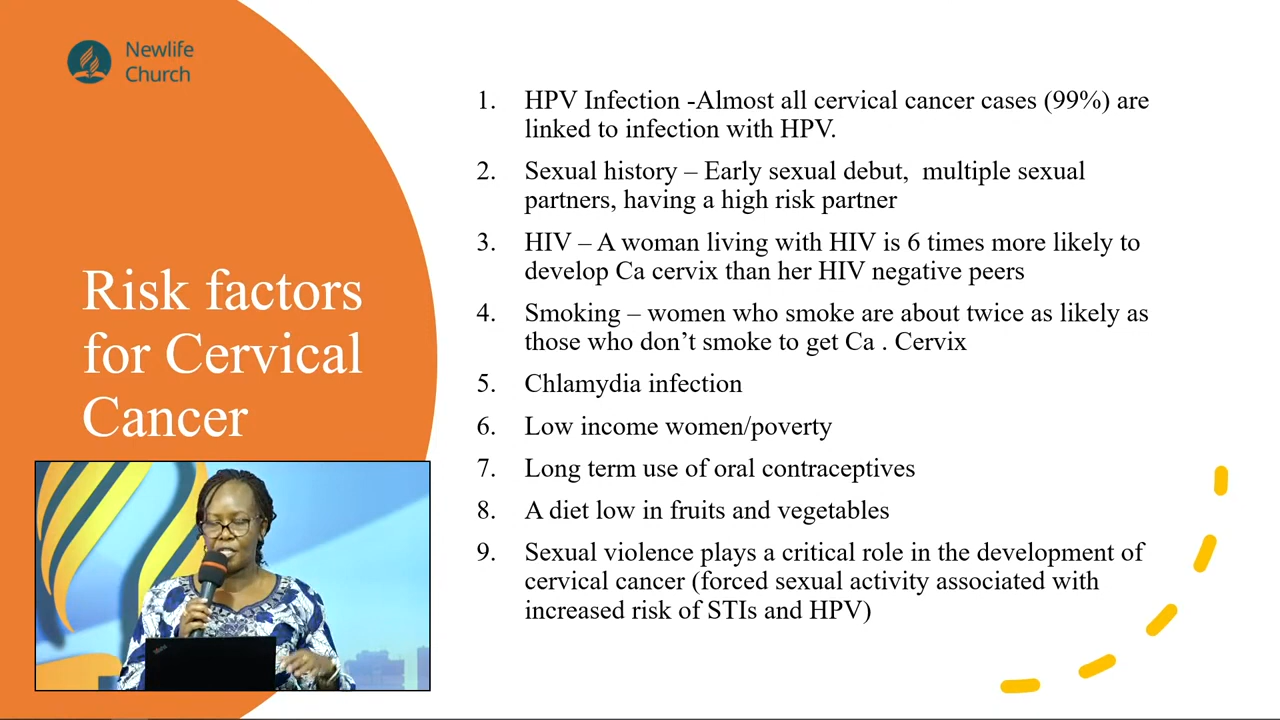 Newlife
Church
Risk factors
for Cervical
Cancer
1. HPV Infection -Almost all cervical cancer cases (99%) are
linked to infection with HPV.
2. Sexual history – Early sexual debut,  multiple sexual
partners, having a high risk partner
3. HIV – A woman living with HIV is 6 times more likely to
develop Ca cervix than her HIV negative peers
4. Smoking – women who smoke are about twice as likely as
those who don’t smoke to get Ca . Cervix
5. Chlamydia infection
6. Low income women/poverty
7. Long term use of oral contraceptives
8. A diet low in fruits and vegetables
9. Sexual violence plays a critical role in the development of
cervical cancer (forced sexual activity associated with
increased risk of STIs and HPV)